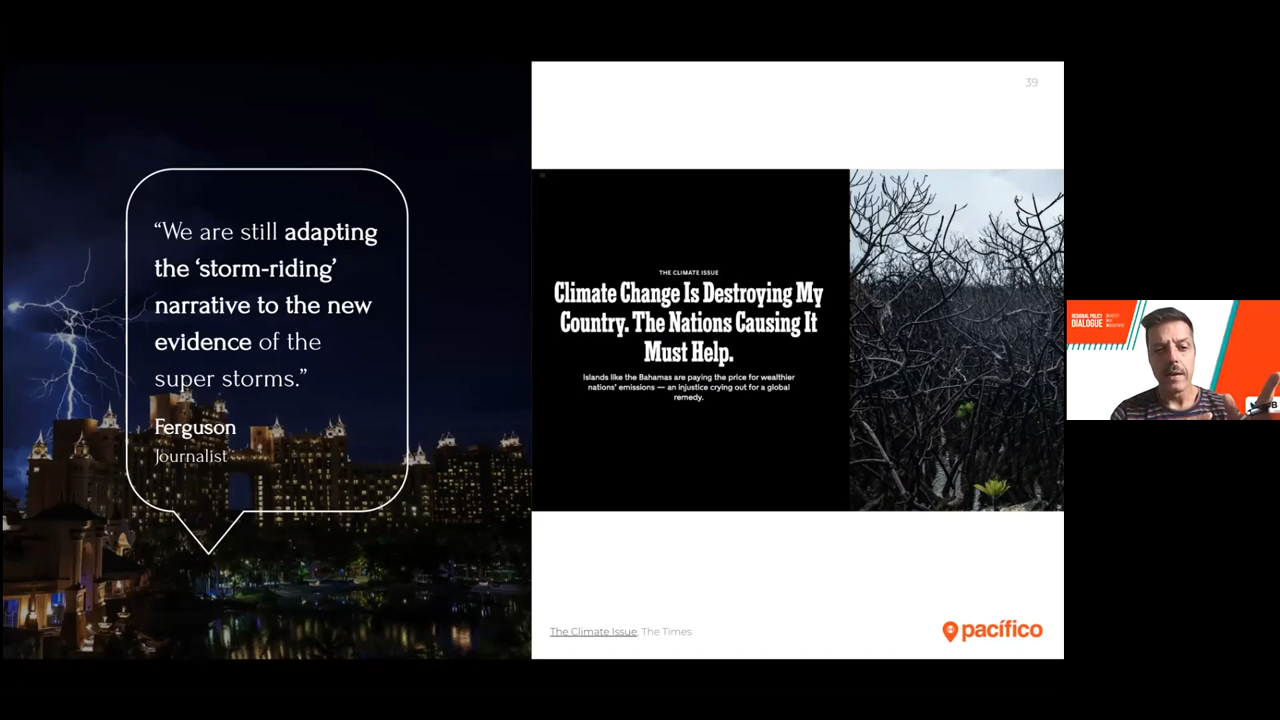 39
“We are still adapting
the ‘storm-riding’
narrative to the new
evidence of the
super storms.”
Ferguson
Journalist
THE CLIMATE ISSUE
Climate Change Is Destroying My
Country. The Nations Causing It
Must Help.
Islands like the Bahamas are paying the price for wealthier
nations’ emissions — an injustice crying out for a global
remedy.
The Climate Issue, The Times
pacífico
REGIONAL POLICY
DIALOGUE